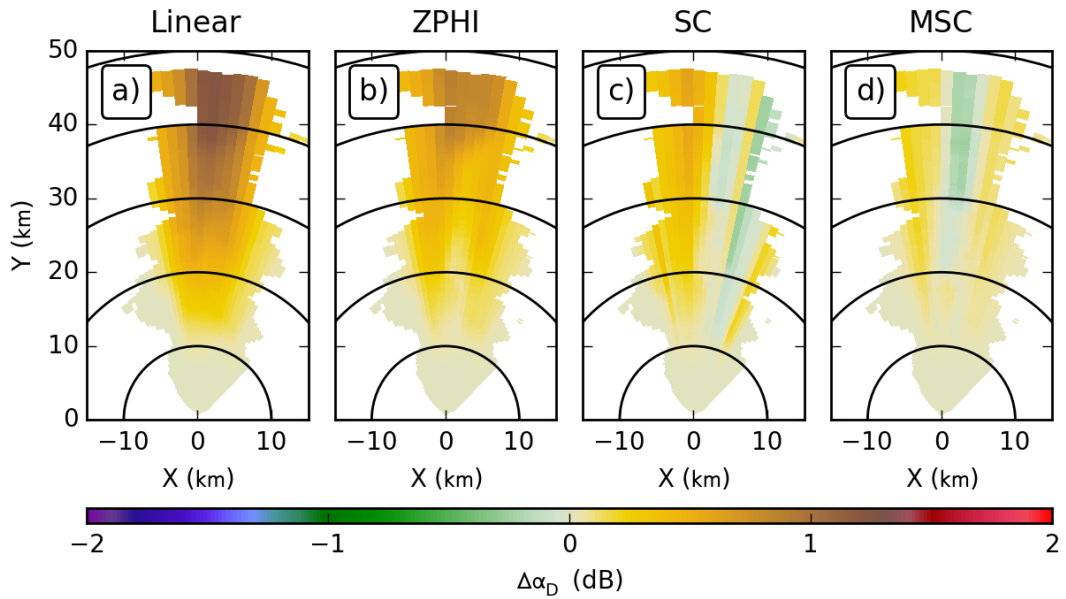 Linear ZPHI SC MSC
a) b) c) d)
50
40
30
20
10
0
Y (km)
−10 0 10 −10 0 10 −10 0 10 −10 0 10
X (km) X (km) X (km) X (km)
−2 −1 0 1 2
Δα_D (dB)